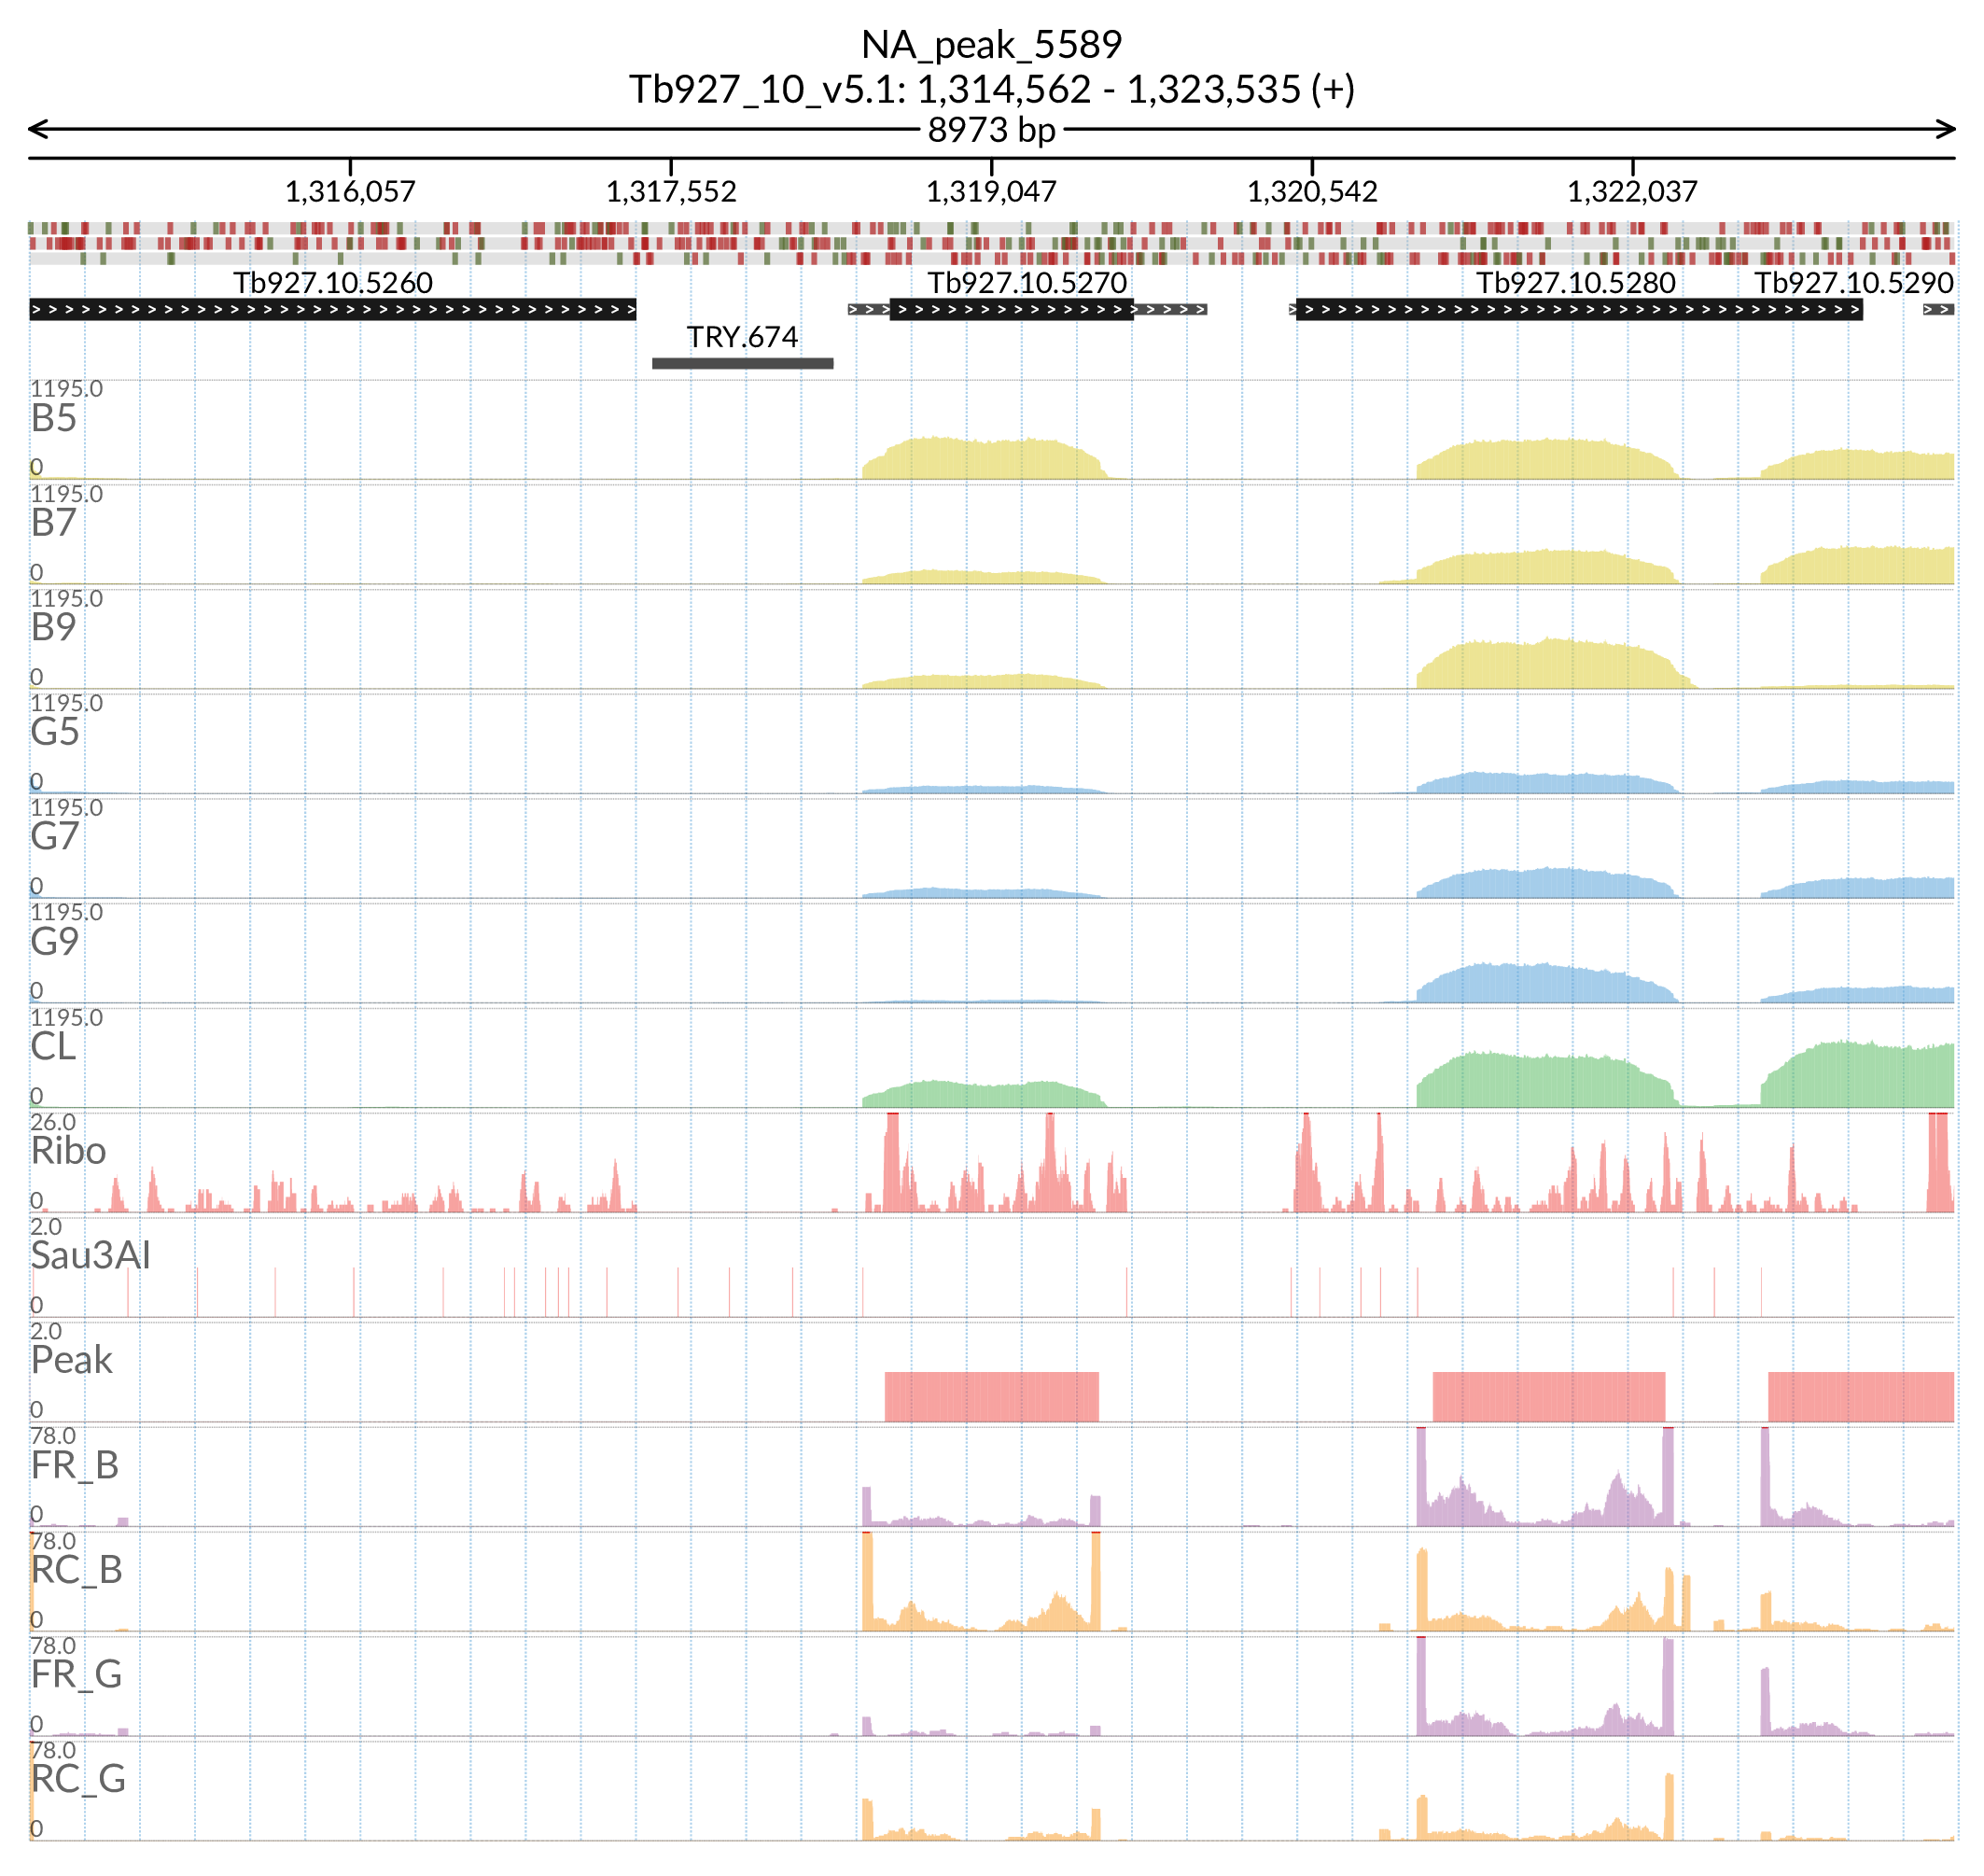 NA_peak_5589
Tb927_10_v5.1: 1,314,562 - 1,323,535 (+)
8973 bp
1,316,057 1,317,552 1,319,047 1,320,542 1,322,037
Tb927.10.5260 Tb927.10.5270 Tb927.10.5280 Tb927.10.5290
TRY.674
1195.0
B5
0
1195.0
B7
0
1195.0
B9
0
1195.0
G5
0
1195.0
G7
0
1195.0
G9
0
1195.0
CL
0
26.0
Ribo
0
2.0
Sau3AI
0
2.0
Peak
0
78.0
FR_B
0
78.0
RC_B
0
78.0
FR_G
0
78.0
RC_G
0